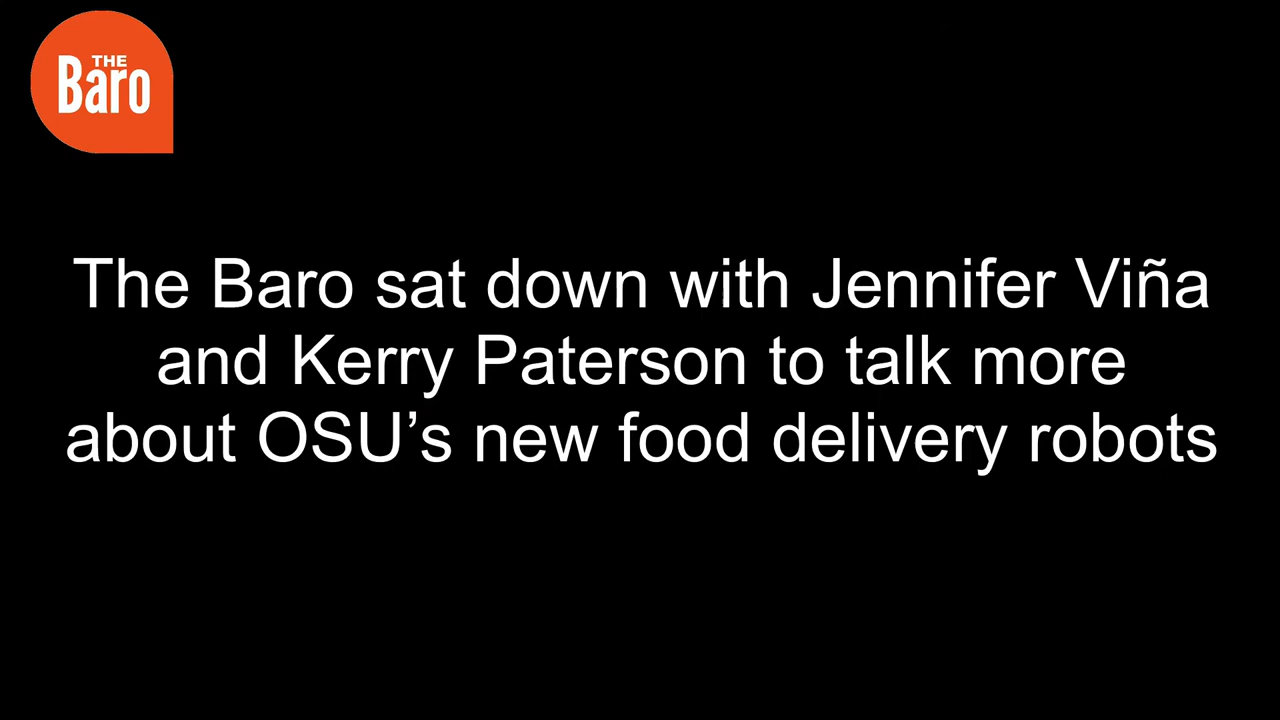 THE
Baro
The Baro sat down with Jennifer Viña
and Kerry Paterson to talk more
about OSU’s new food delivery robots